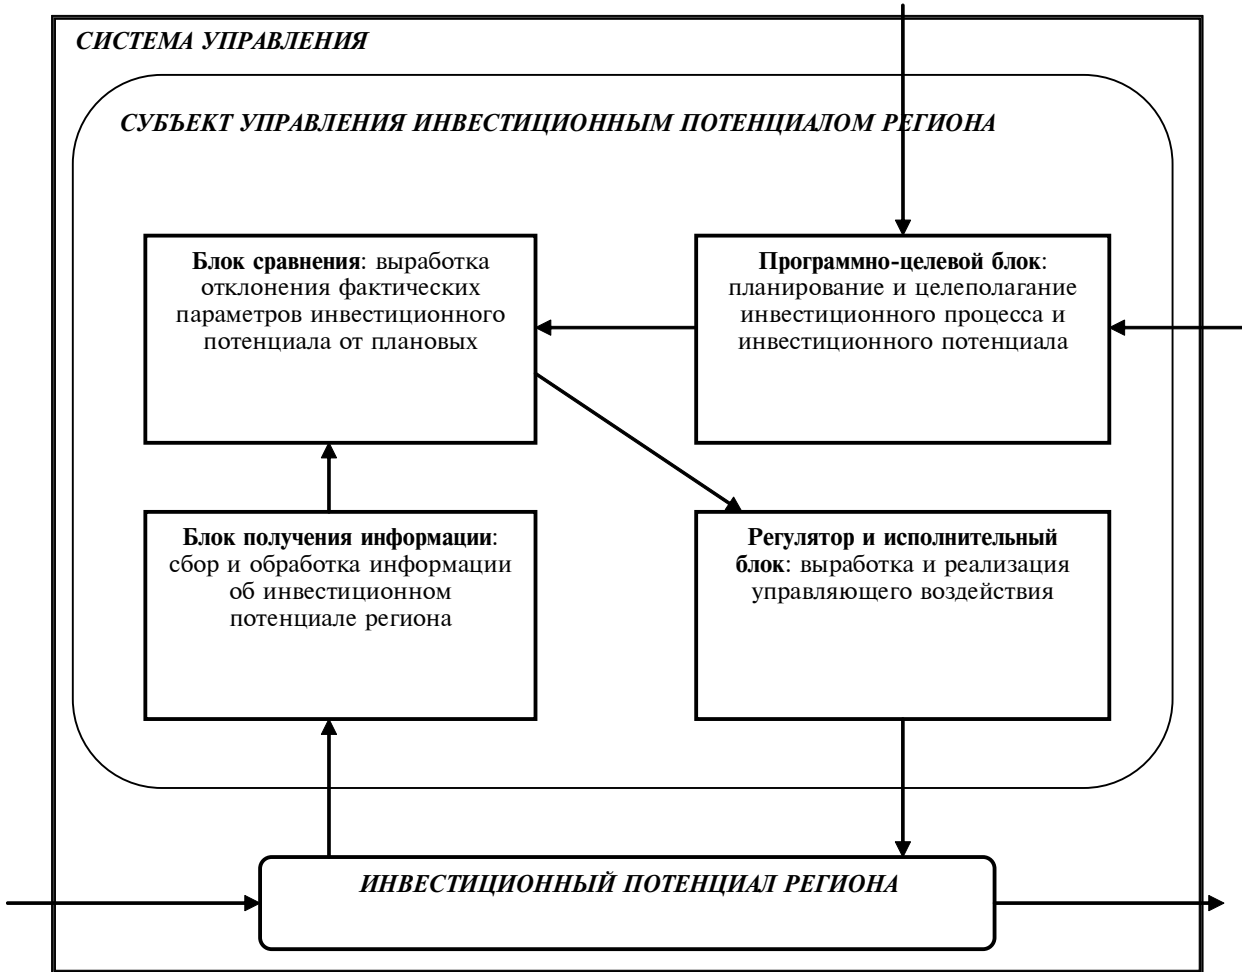 СИСТЕМА УПРАВЛЕНИЯ
СУБЪЕКТ УПРАВЛЕНИЯ ИНВЕСТИЦИОННЫМ ПОТЕНЦИАЛОМ РЕГИОНА
Блок сравнения: выработка
отклонения фактических
параметров инвестиционного
потенциала от плановых
Программно-целевой блок:
планирование и целеполагание
инвестиционного процесса и
инвестиционного потенциала
Блок получения информации:
сбор и обработка информации
об инвестиционном
потенциале региона
Регулятор и исполнительный
блок: выработка и реализация
управляющего воздействия
ИНВЕСТИЦИОННЫЙ ПОТЕНЦИАЛ РЕГИОНА